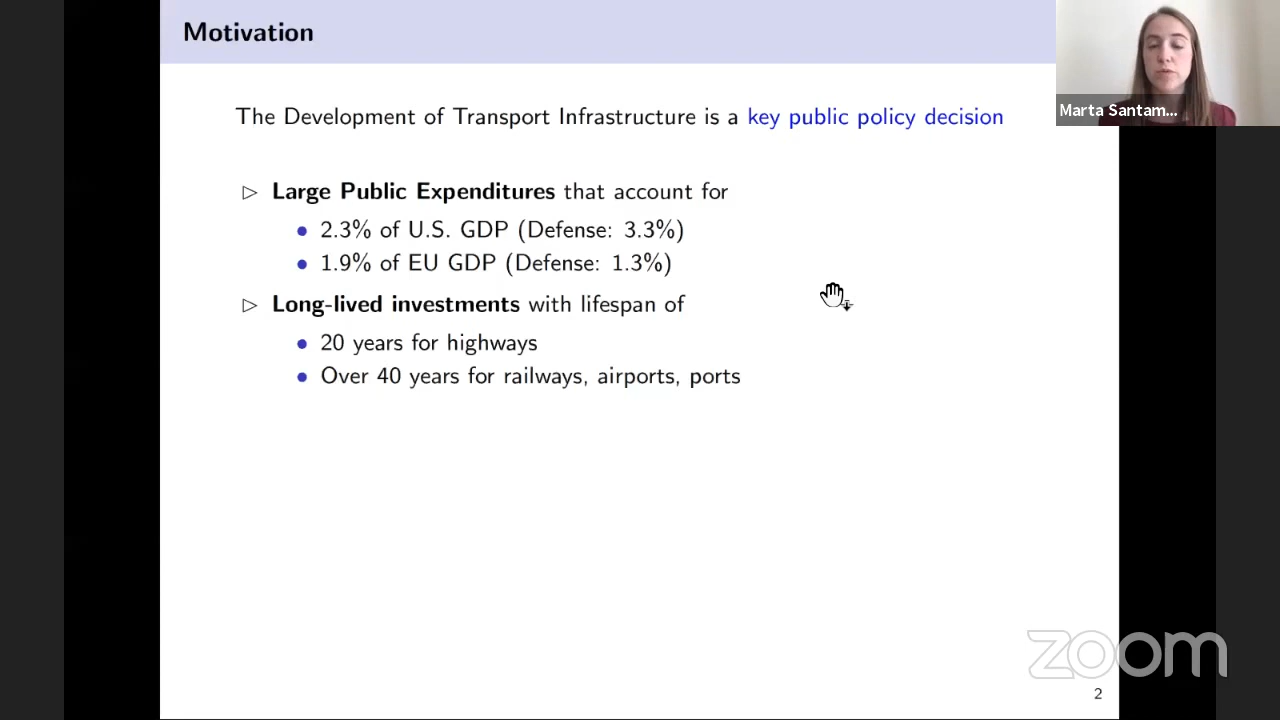 Motivation
Marta Santam...
The Development of Transport Infrastructure is a key public policy decision
▷ Large Public Expenditures that account for
• 2.3% of U.S. GDP (Defense: 3.3%)
• 1.9% of EU GDP (Defense: 1.3%)
▷ Long-lived investments with lifespan of
• 20 years for highways
• Over 40 years for railways, airports, ports
zoom
2